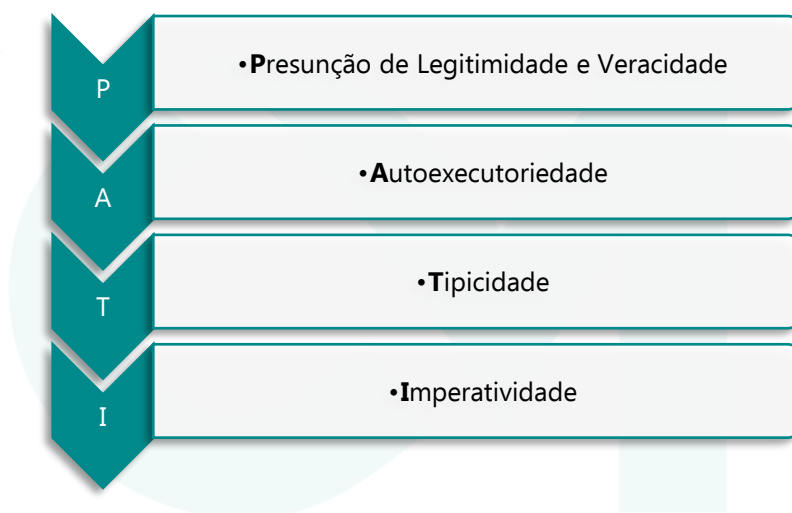 P
•Presunção de Legitimidade e Veracidade
A
•Autoexecutoriedade
T
•Tipicidade
I
•Imperatividade